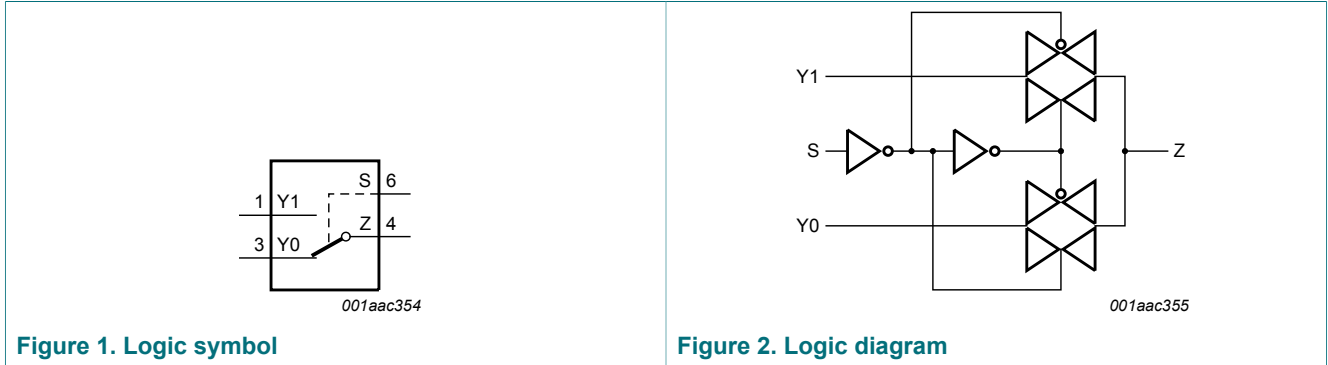 S 6
1 Y1
Z 4
3 Y0
001aac354
Figure 1. Logic symbol
Y1
S
Z
Y0
001aac355
Figure 2. Logic diagram